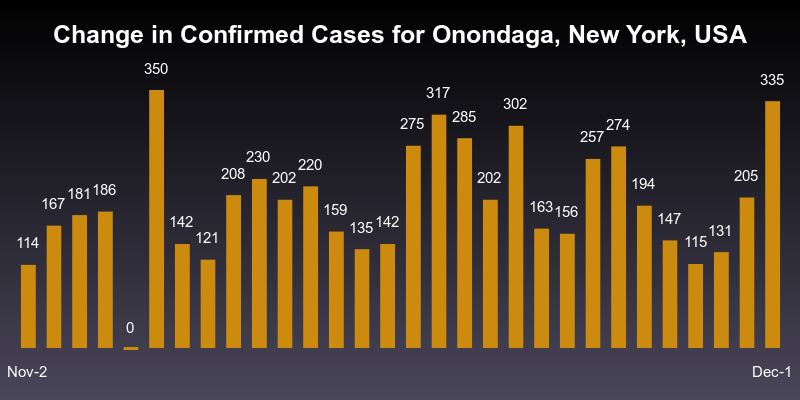 Change in Confirmed Cases for Onondaga, New York, USA
114 167 181 186 0 350 142 121 208 230 202 220 159 135 142 275 317 285 202 302 163 156 257 274 194 147 115 131 205 335
Nov-2 Dec-1